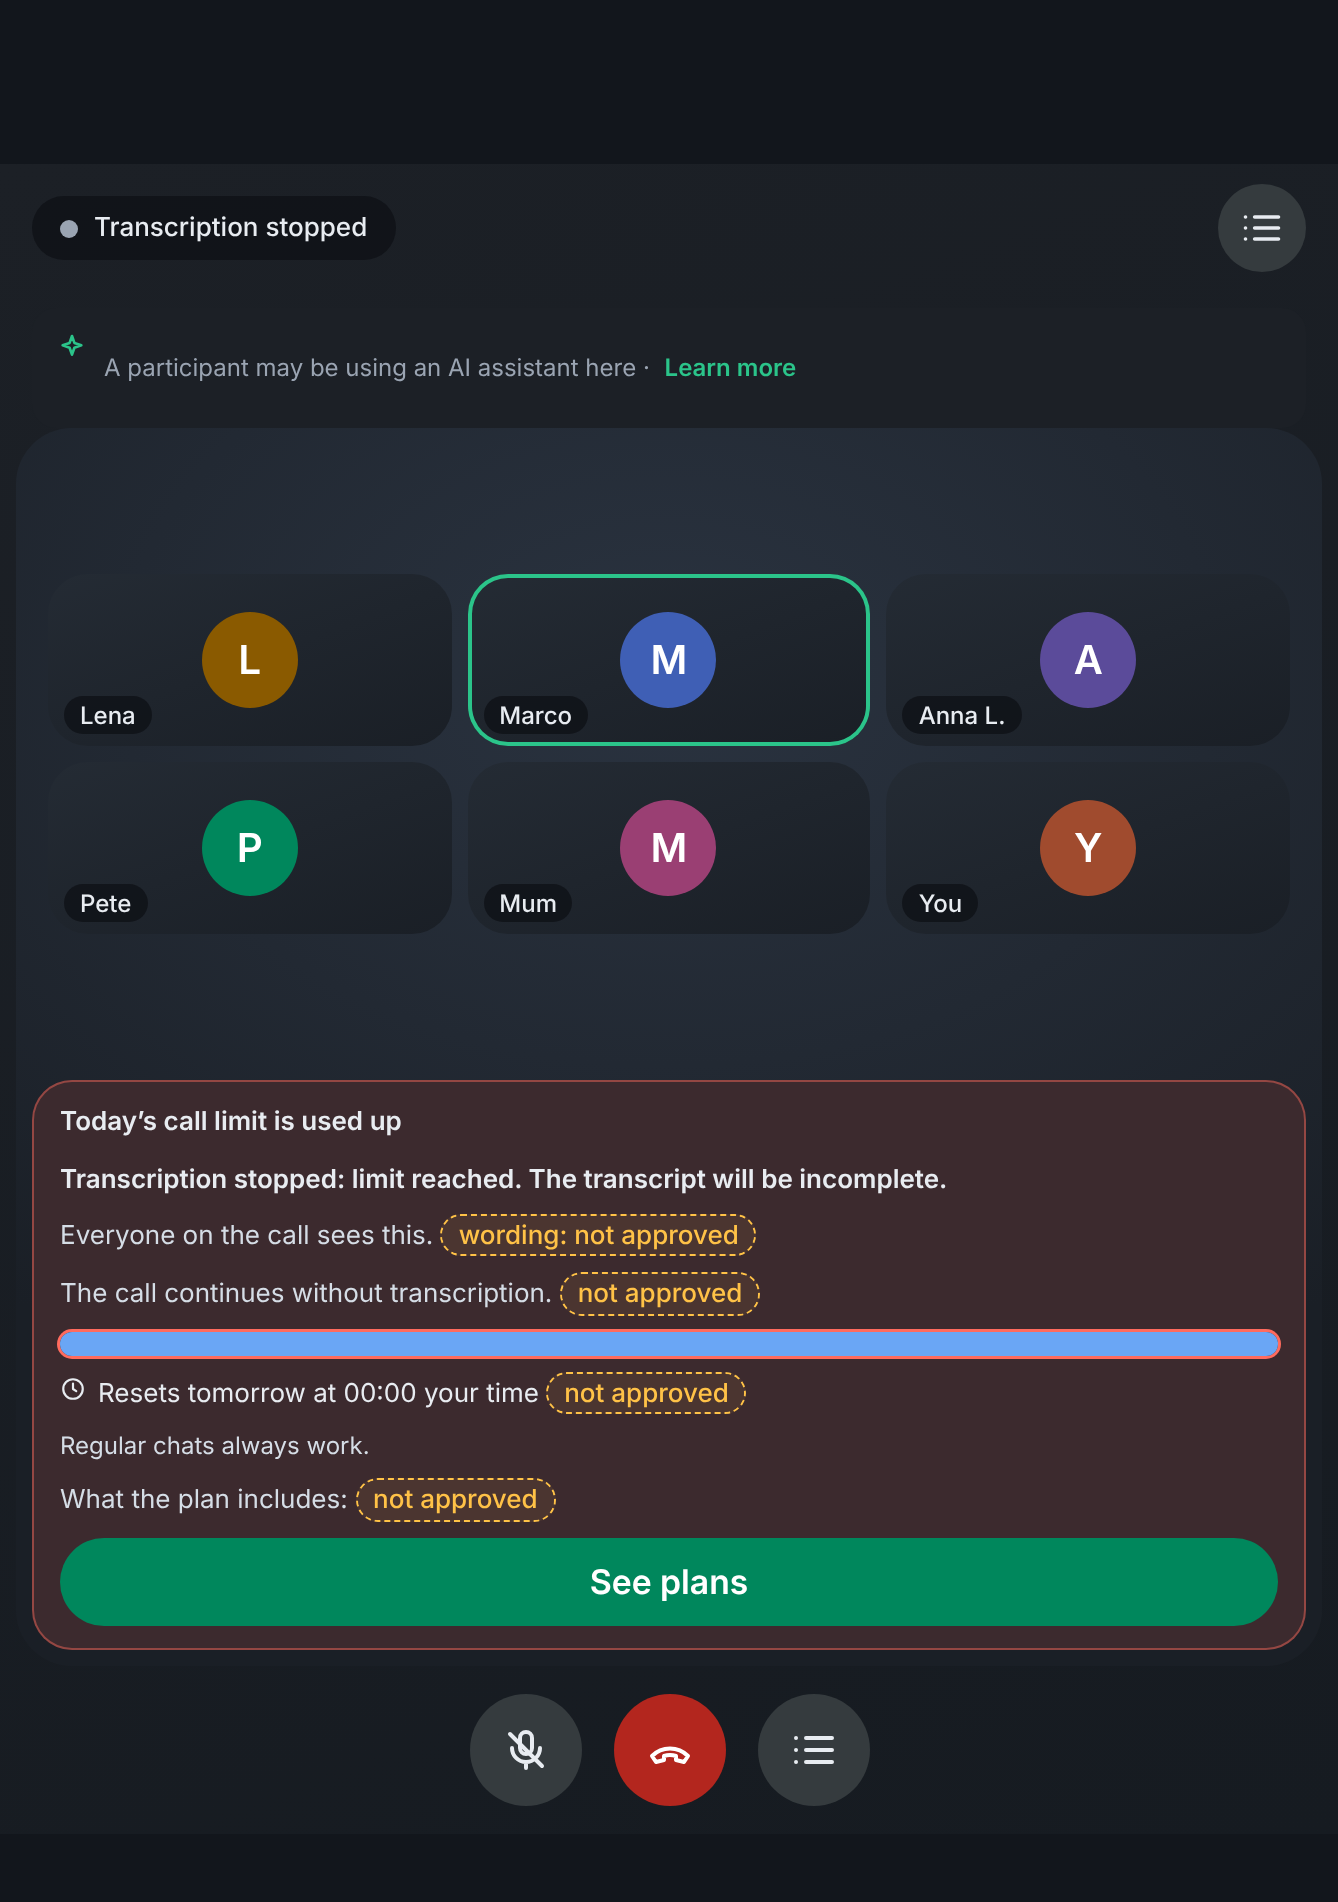 Transcription stopped
A participant may be using an AI assistant here · Learn more
L
M
A
Lena
Marco
Anna L.
P
M
Y
Pete
Mum
You
Today’s call limit is used up
Transcription stopped: limit reached. The transcript will be incomplete.
Everyone on the call sees this. wording: not approved
The call continues without transcription. not approved
Resets tomorrow at 00:00 your time not approved
Regular chats always work.
What the plan includes: not approved
See plans